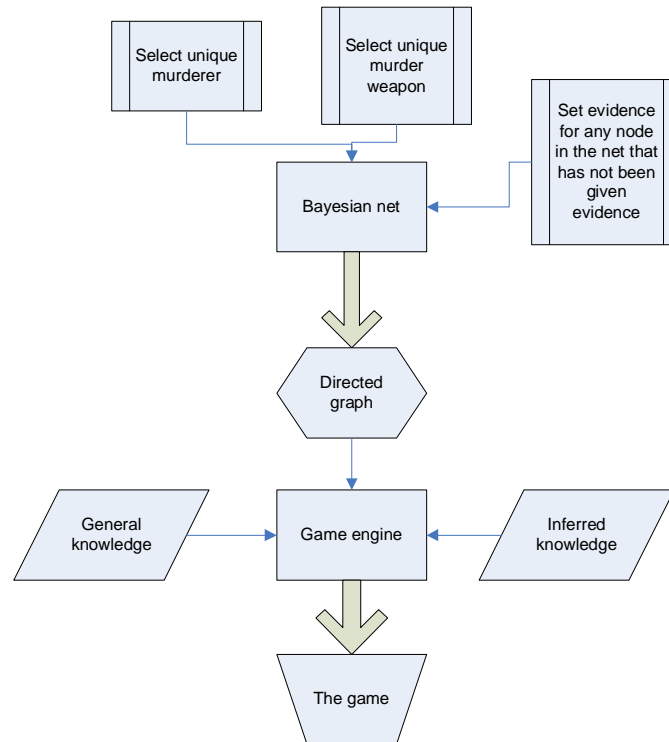 Select unique
murderer
Select unique
murder
weapon
Set evidence
for any node
in the net that
has not been
given
evidence
Bayesian net
Directed
graph
General
knowledge
Game engine
Inferred
knowledge
The game